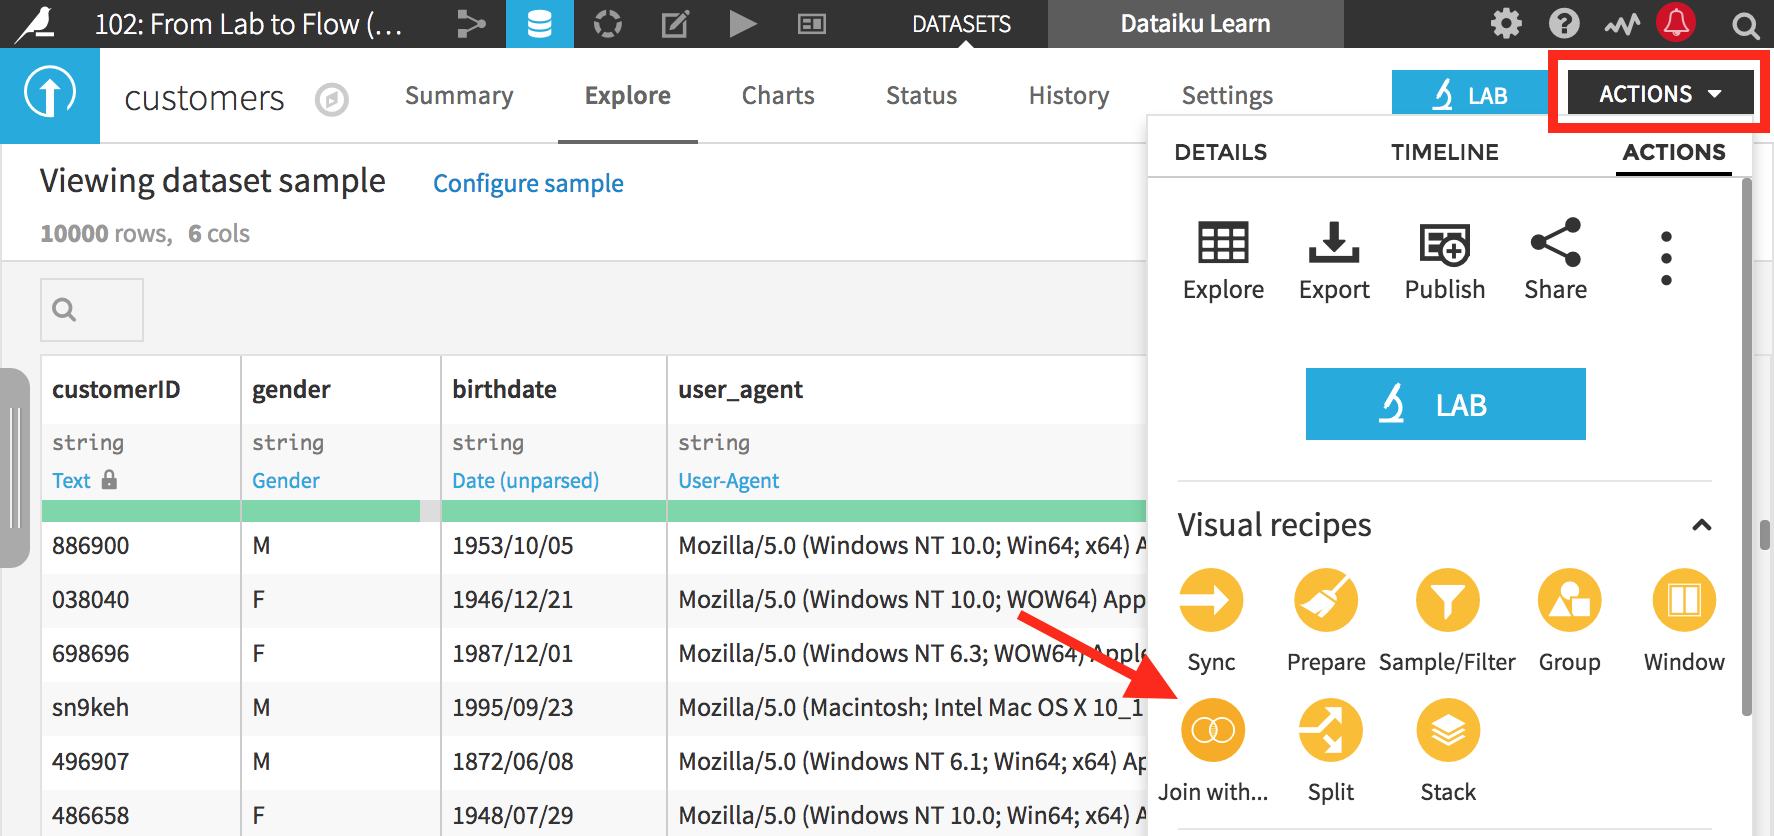 102: From Lab to Flow (...
DATASETS
Dataiku Learn
customers
Summary
Explore
Charts
Status
History
Settings
LAB
ACTIONS
DETAILS
TIMELINE
ACTIONS
Viewing dataset sample
Configure sample
10000 rows, 6 cols
Explore
Export
Publish
Share
LAB
customerID gender birthdate user_agent
string string string string
Text Gender Date (unparsed) User-Agent
886900 M 1953/10/05 Mozilla/5.0 (Windows NT 10.0; Win64; x64) A
038040 F 1946/12/21 Mozilla/5.0 (Windows NT 10.0; WOW64) App
698696 F 1987/12/01 Mozilla/5.0 (Windows NT 6.3; WOW64) Apple
sn9keh M 1995/09/23 Mozilla/5.0 (Macintosh; Intel Mac OS X 10_1
496907 M 1872/06/08 Mozilla/5.0 (Windows NT 6.1; Win64; x64) Ap
486658 F 1948/07/29 Mozilla/5.0 (Windows NT 10.0; Win64; x64) A
Visual recipes
Sync Prepare Sample/Filter Group Window
Join with... Split Stack